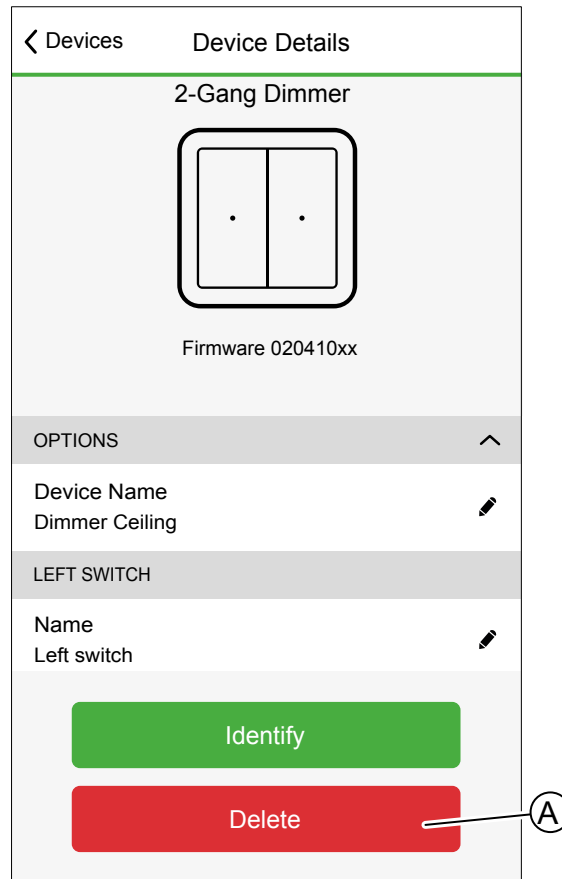 Devices
Device Details
2-Gang Dimmer
Firmware 020410xx
OPTIONS
Device Name
Dimmer Ceiling
LEFT SWITCH
Name
Left switch
Identify
Delete
A